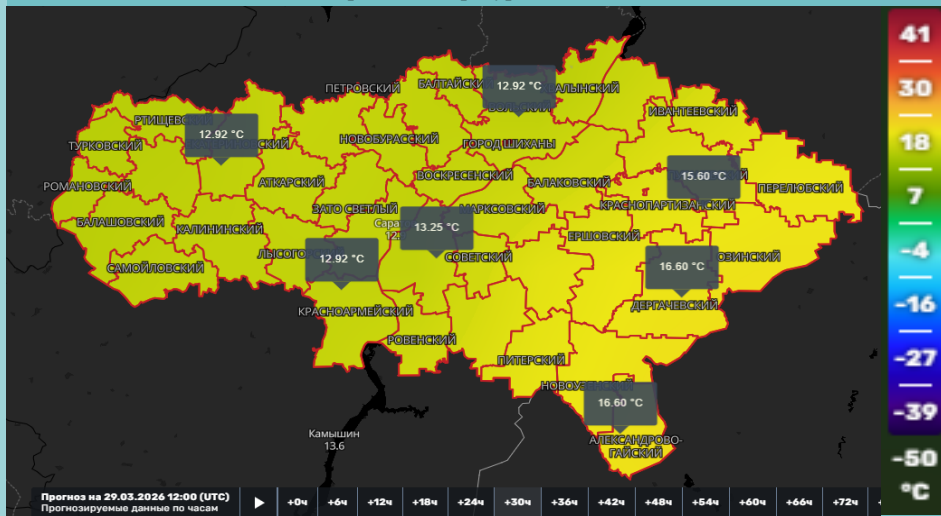 41
30
18
7
-4
-16
-27
-39
-50
°C
ПЕТРОВСКИЙ
12.92 °C
ИВАНТЕЕВСКИЙ
12.92 °C
ТУРКОВСКИЙ
НОВОБУРАССКИЙ
ГОРОД ШИХАНЫ
АТКАРСКИЙ
ВОСКРЕСЕНСКИЙ
БАЛАКОВСКИЙ
15.60 °C
ПЕРЕЛЮБСКИЙ
РОМАНОВСКИЙ
БАЛАШОВСКИЙ
ЗАТО СВЕТЛЫЙ
МАРКСОВСКИЙ
КРАСНОПАРТИЗАНСКИЙ
КАЛИНИНСКИЙ
13.25 °C
ЕРШОВСКИЙ
САМОЙЛОВСКИЙ
12.92 °C
СОВЕТСКИЙ
16.60 °C
КРАСНОАРМЕЙСКИЙ
ДЕРГАЧЕВСКИЙ
РОВЕНСКИЙ
ПИТЕРСКИЙ
16.60 °C
АЛЕКСАНДРОВО-
ГАЙСКИЙ
Камышин
13.6
Прогноз на 29.03.2026 12:00 (UTC)
Прогнозируемые данные по часам
+0ч +6ч +12ч +18ч +24ч +30ч +36ч +42ч +48ч +54ч +60ч +66ч +72ч